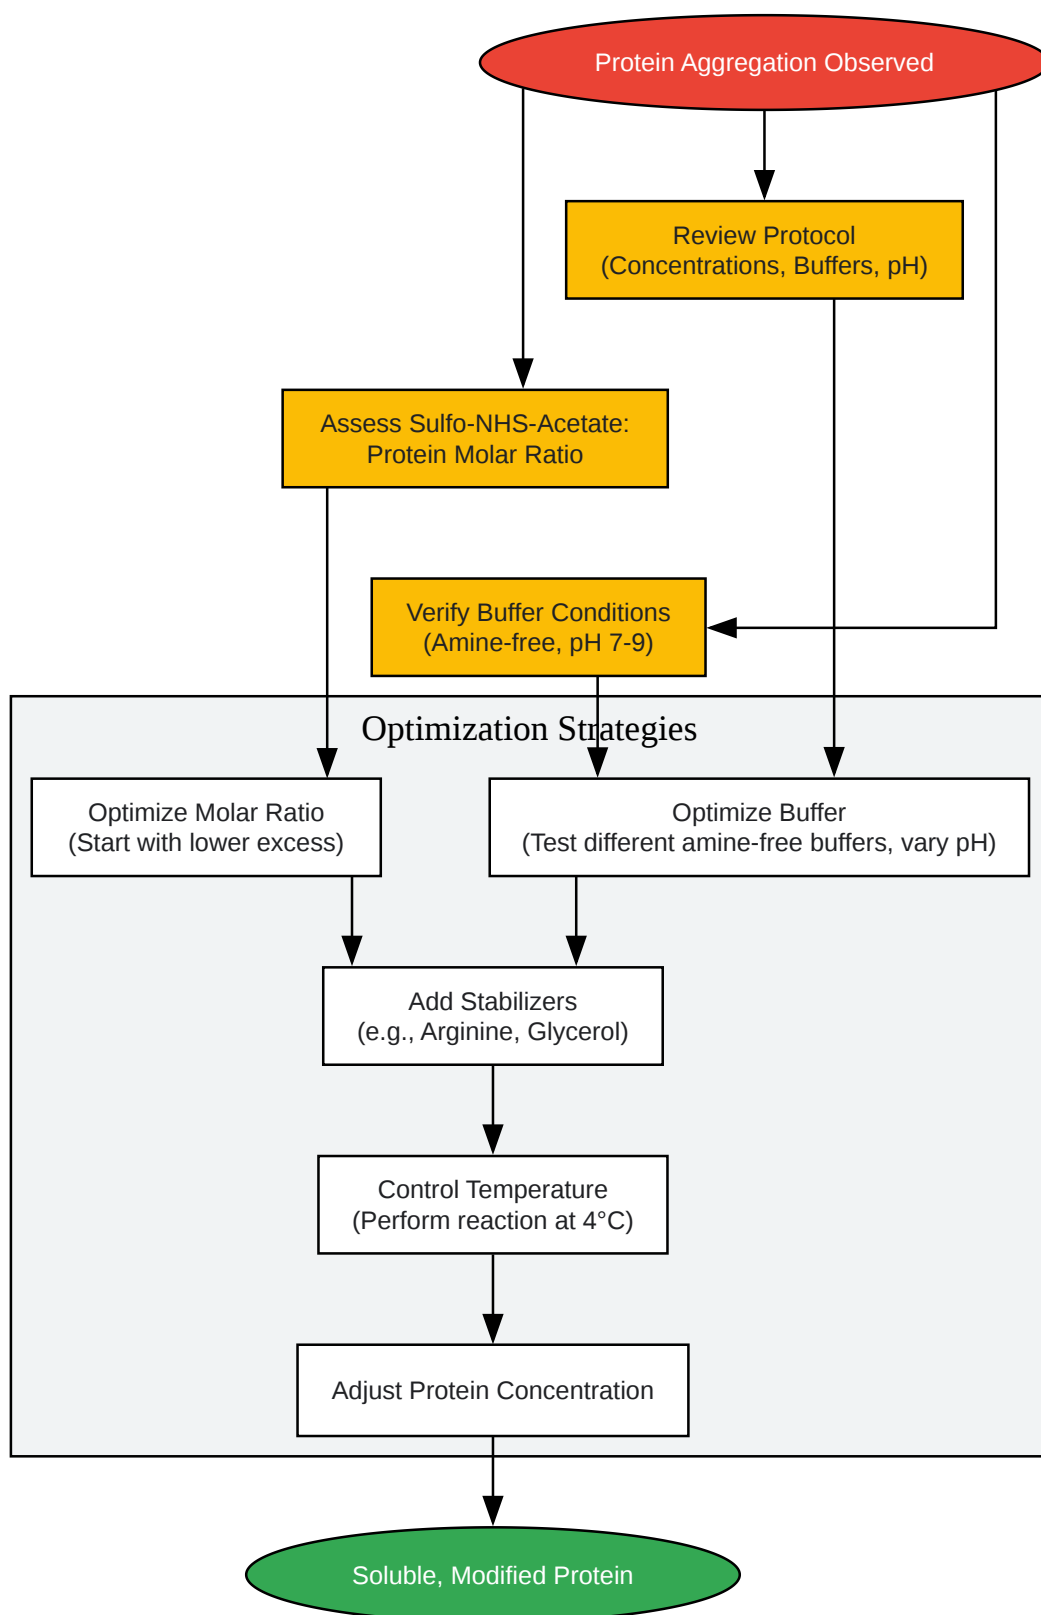 Protein Aggregation Observed
Review Protocol
(Concentrations, Buffers, pH)
Assess Sulfo-NHS-Acetate:
Protein Molar Ratio
Verify Buffer Conditions
(Amine-free, pH 7-9)
Optimization Strategies
Optimize Molar Ratio
(Start with lower excess)
Optimize Buffer
(Test different amine-free buffers, vary pH)
Add Stabilizers
(e.g., Arginine, Glycerol)
Control Temperature
(Perform reaction at 4°C)
Adjust Protein Concentration
Soluble, Modified Protein